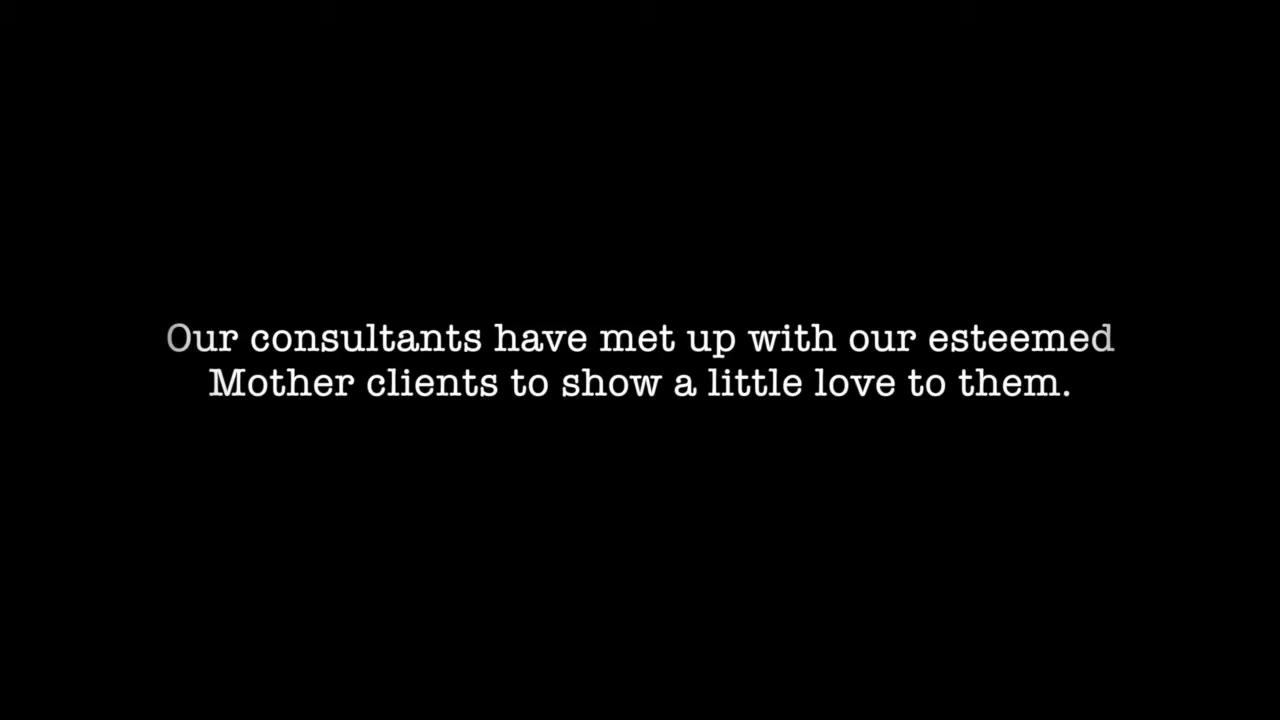 Our consultants have met up with our esteemed
Mother clients to show a little love to them.